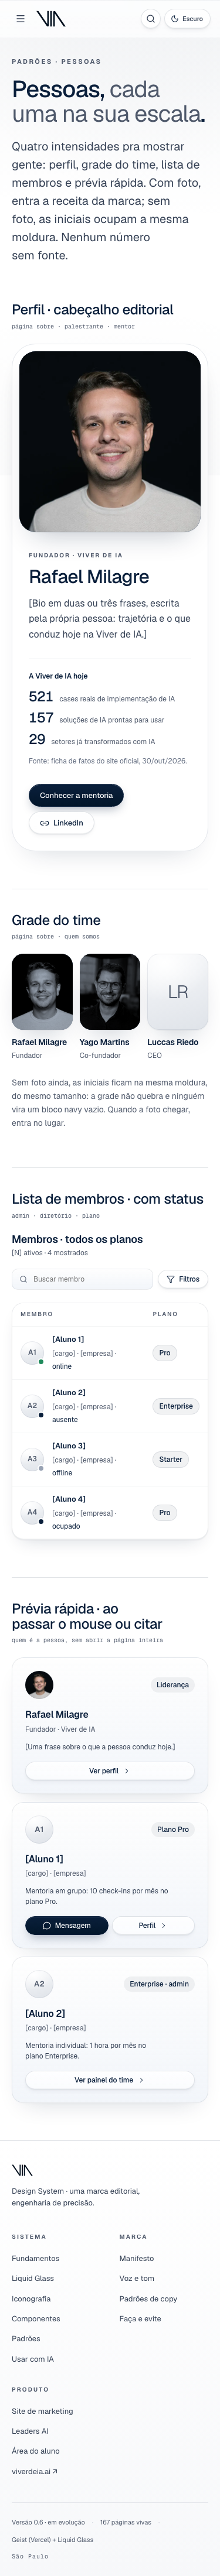 VIA
Escuro
PADRÕES · PESSOAS
Pessoas, cada
uma na sua escala.
Quatro intensidades pra mostrar
gente: perfil, grade do time, lista de
membros e prévia rápida. Com foto,
entra a receita da marca; sem
foto, as iniciais ocupam a mesma
moldura. Nenhum número
sem fonte.
Perfil · cabeçalho editorial
página sobre · palestrante · mentor
FUNDADOR · VIVER DE IA
Rafael Milagre
[Bio em duas ou três frases, escrita
pela própria pessoa: trajetória e o que
conduz hoje na Viver de IA.]
A Viver de IA hoje
521 cases reais de implementação de IA
157 soluções de IA prontas para usar
29 setores já transformados com IA
Fonte: ficha de fatos do site oficial, 30/out/2026.
Conhecer a mentoria
LinkedIn
Grade do time
página sobre · quem somos
LR
Rafael Milagre Yago Martins Luccas Riedo
Fundador Co-fundador CEO
Sem foto ainda, as iniciais ficam na mesma moldura,
do mesmo tamanho: a grade não quebra e ninguém
vira um bloco navy vazio. Quando a foto chegar,
entra no lugar.
Lista de membros · com status
admin · diretório · plano
Membros · todos os planos
[N] ativos · 4 mostrados
Buscar membro Filtros
MEMBRO PLANO
A1 [Aluno 1] Pro
[cargo] · [empresa] ·
online
A2 [Aluno 2] Enterprise
[cargo] · [empresa] ·
ausente
A3 [Aluno 3] Starter
[cargo] · [empresa] ·
offline
A4 [Aluno 4] Pro
[cargo] · [empresa] ·
ocupado
Prévia rápida · ao
passar o mouse ou citar
quem é a pessoa, sem abrir a página inteira
Liderança
Rafael Milagre
Fundador · Viver de IA
[Uma frase sobre o que a pessoa conduz hoje.]
Ver perfil
A1 Plano Pro
[Aluno 1]
[cargo] · [empresa]
Mentoria em grupo: 10 check-ins por mês no
plano Pro.
Mensagem Perfil
A2 Enterprise · admin
[Aluno 2]
[cargo] · [empresa]
Mentoria individual: 1 hora por mês no
plano Enterprise.
Ver painel do time
VIA
Design System · uma marca editorial,
engenharia de precisão.
SISTEMA MARCA
Fundamentos Manifesto
Liquid Glass Voz e tom
Iconografia Padrões de copy
Componentes Faça e evite
Padrões
Usar com IA
PRODUTO
Site de marketing
Leaders AI
Área do aluno
viverdeia.ai ↗
Versão 0.6 · em evolução 167 páginas vivas
Geist (Vercel) + Liquid Glass
São Paulo